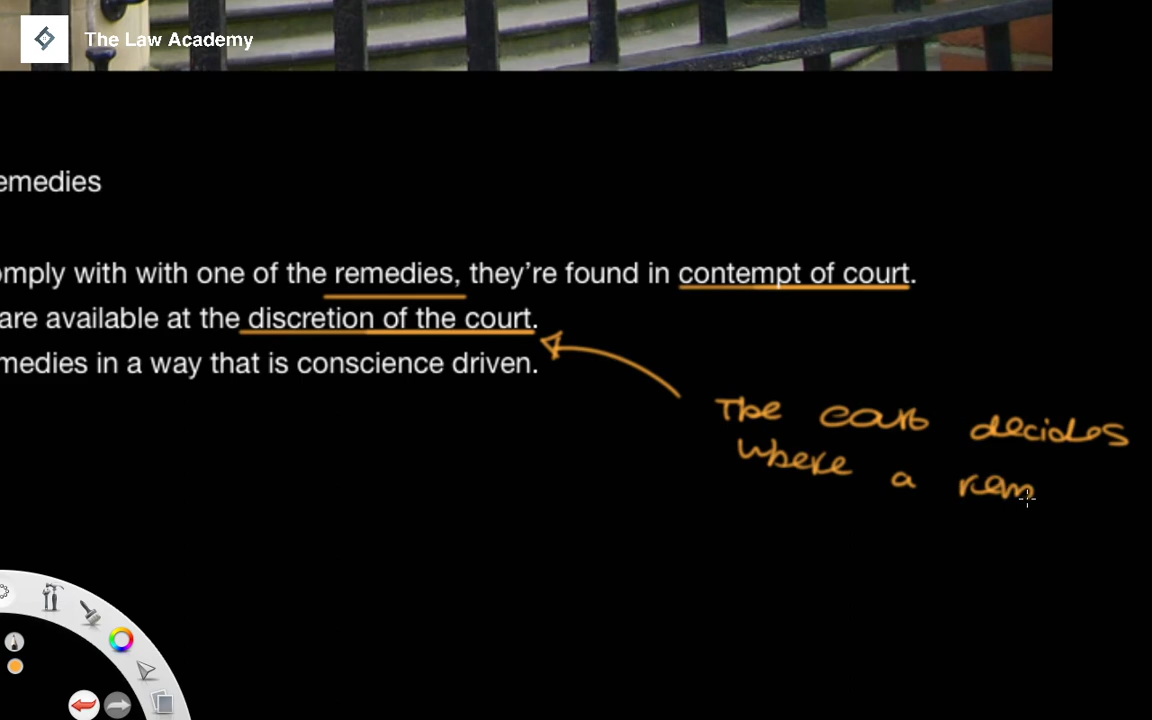 The Law Academy
emedies
omply with with one of the remedies, they're found in contempt of court.
are available at the discretion of the court.
medies in a way that is conscience driven.
The court decides
where a rem